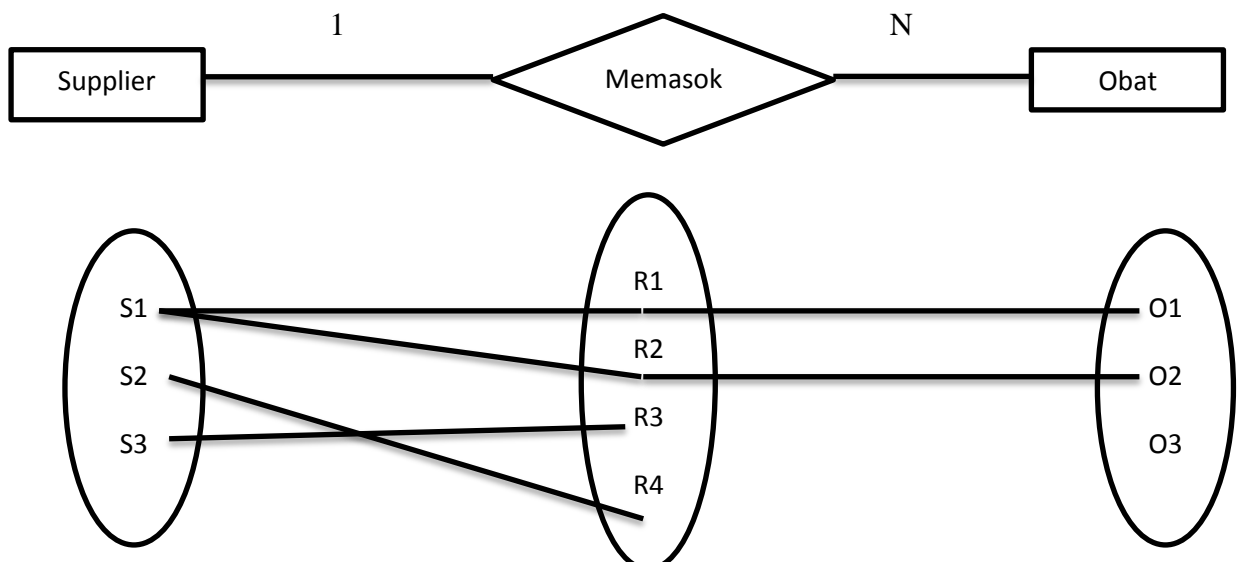 1 N
Supplier Memasok Obat
R1
S1 O1
R2
S2 O2
R3
S3 O3
R4